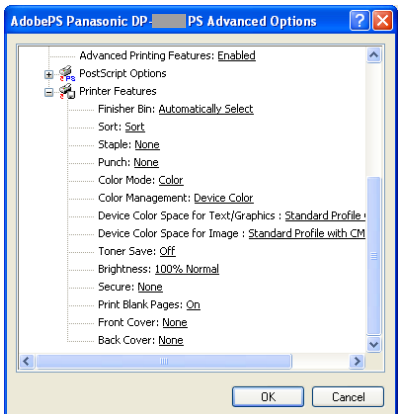 AdobePS Panasonic DP- PS Advanced Options
Advanced Printing Features: Enabled
PostScript Options
Printer Features
Finisher Bin: Automatically Select
Sort: Sort
Staple: None
Punch: None
Color Mode: Color
Color Management: Device Color
Device Color Space for Text/Graphics : Standard Profile
Device Color Space for Image : Standard Profile with CM
Toner Save: Off
Brightness: 100% Normal
Secure: None
Print Blank Pages: On
Front Cover: None
Back Cover: None
OK Cancel